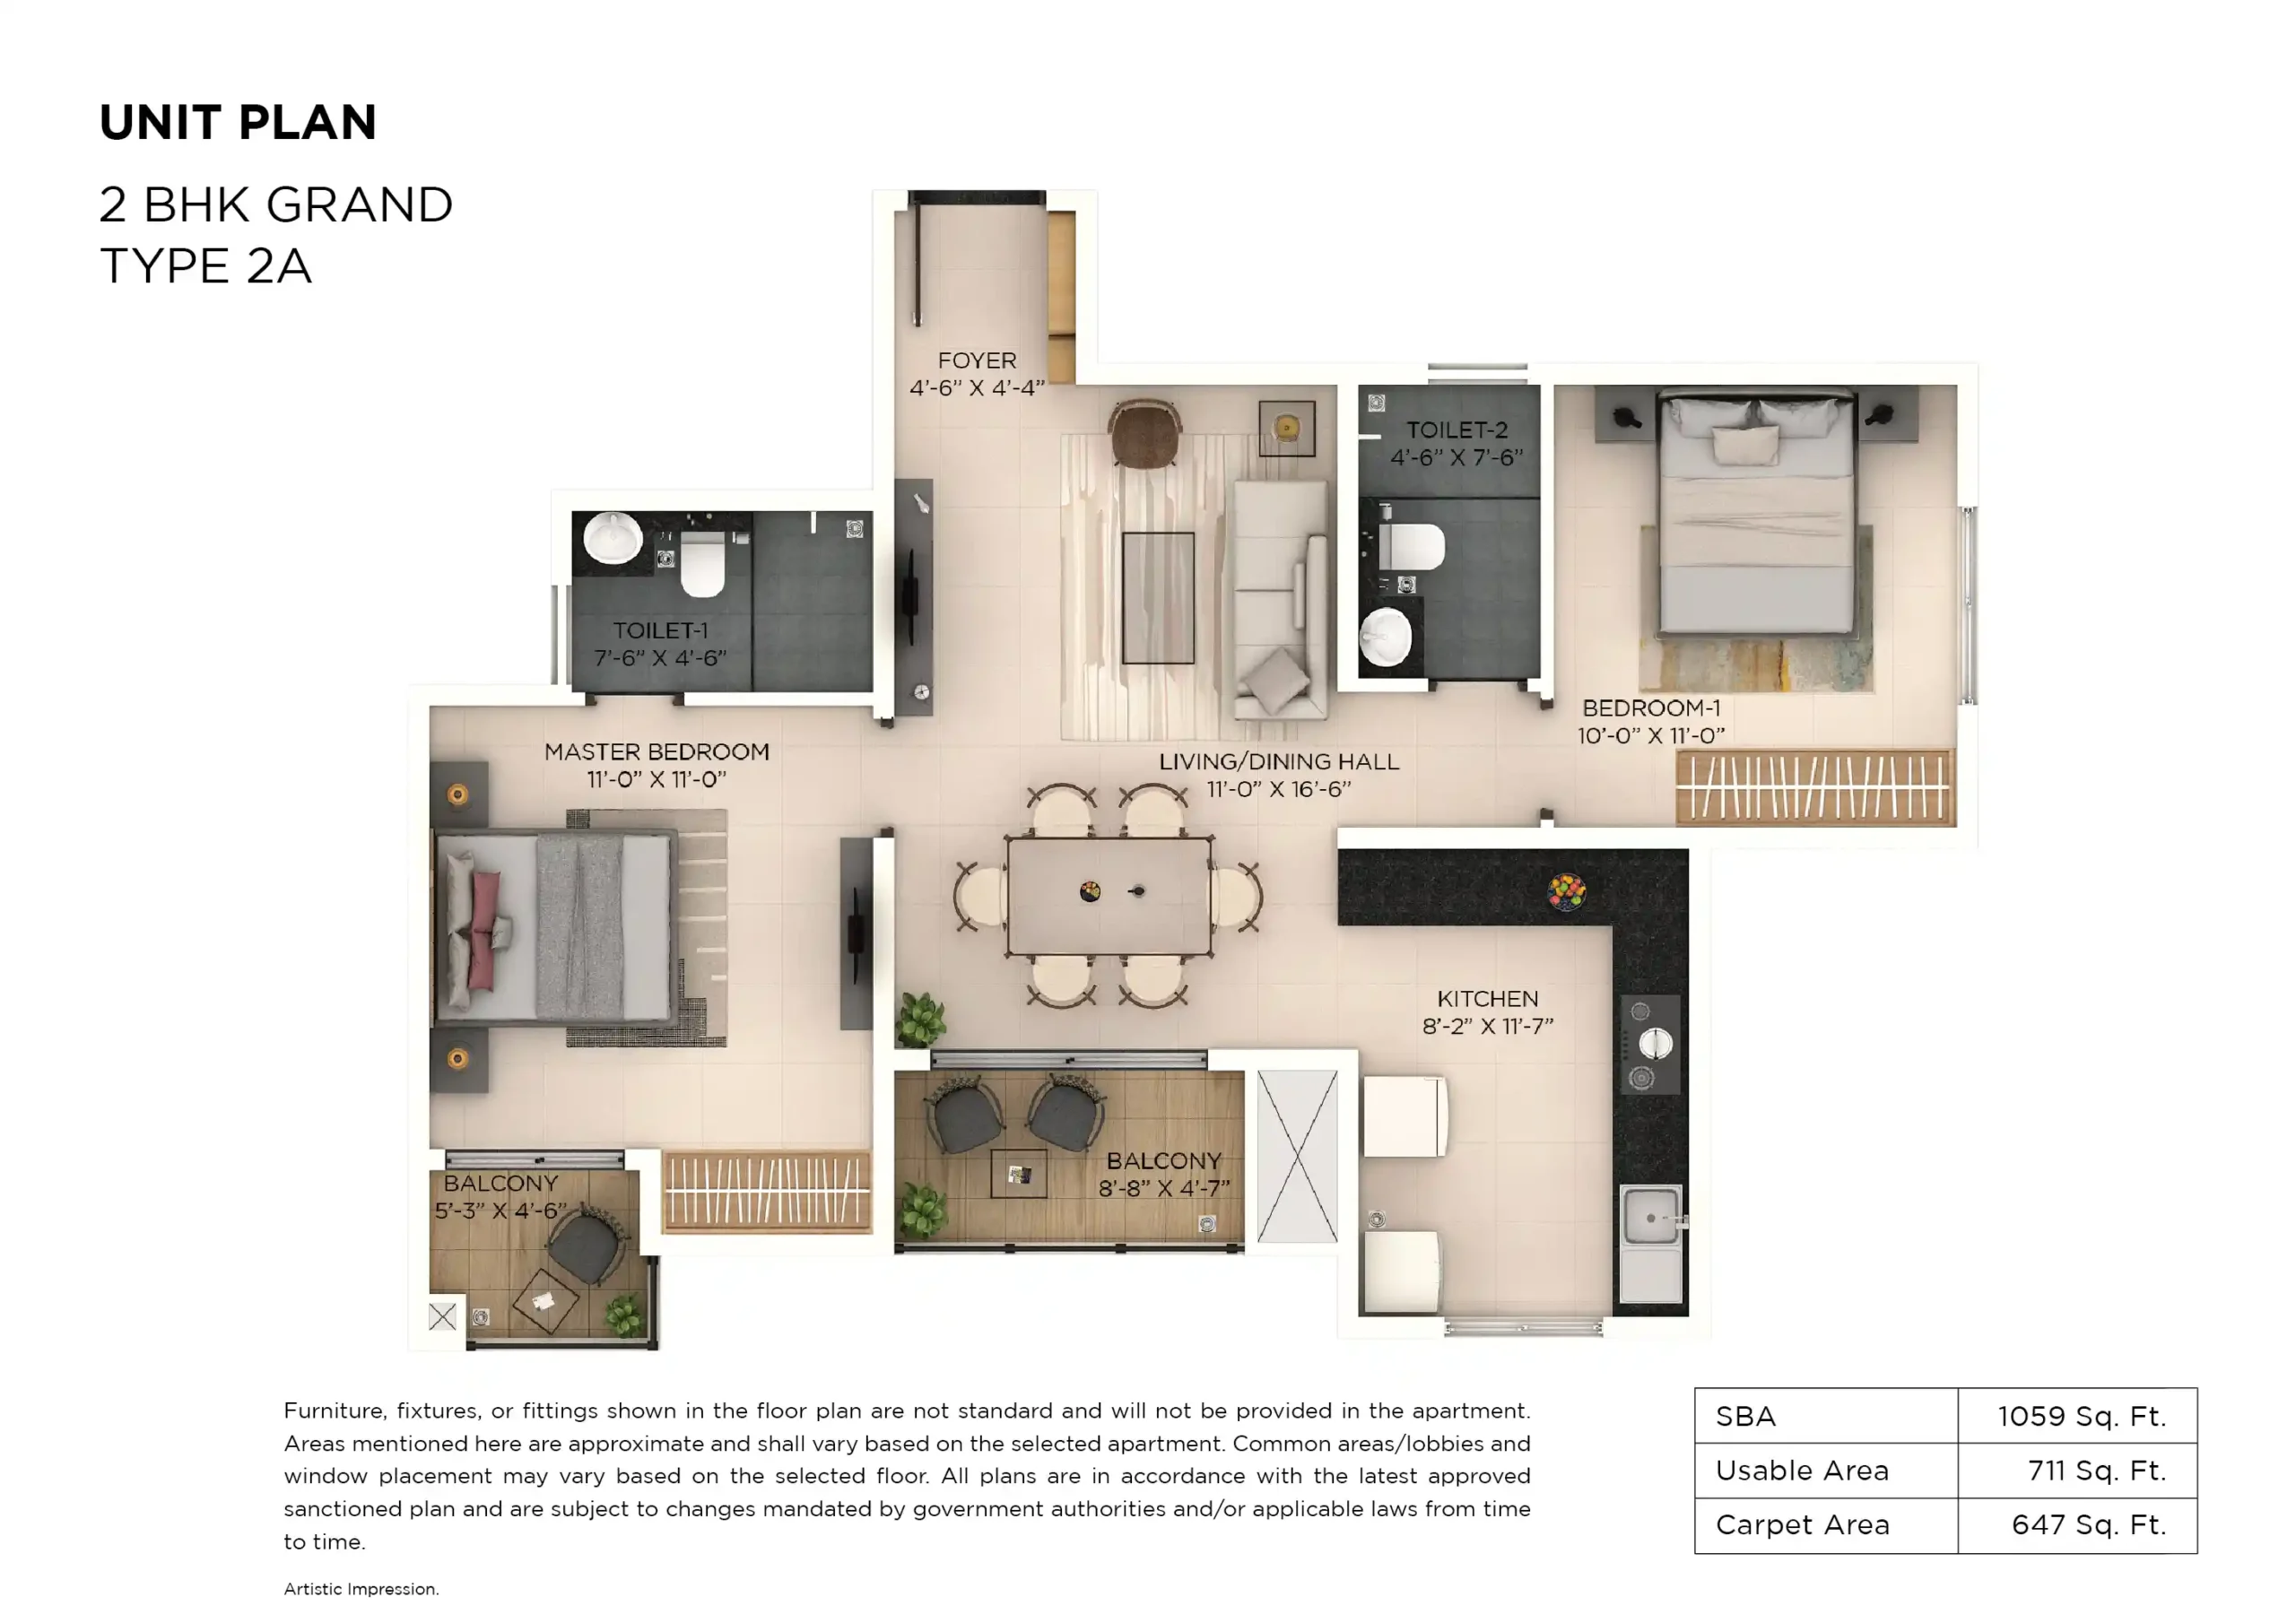 UNIT PLAN
2 BHK GRAND
TYPE 2A
FOYER
4’-6” X 4’-4”
TOILET-2
4’-6” X 7’-6”
TOILET-1
7’-6” X 4’-6”
BEDROOM-1
10’-0” X 11’-0”
MASTER BEDROOM
11’-0” X 11’-0”
LIVING/DINING HALL
11’-0” X 16’-6”
KITCHEN
8’-2” X 11’-7”
BALCONY
8’-8” X 4’-7”
BALCONY
5’-3” X 4’-6”
Furniture, fixtures, or fittings shown in the floor plan are not standard and will not be provided in the apartment.
Areas mentioned here are approximate and shall vary based on the selected apartment. Common areas/lobbies and
window placement may vary based on the selected floor. All plans are in accordance with the latest approved
sanctioned plan and are subject to changes mandated by government authorities and/or applicable laws from time
to time.
Artistic Impression.
SBA 1059 Sq. Ft.
Usable Area 711 Sq. Ft.
Carpet Area 647 Sq. Ft.